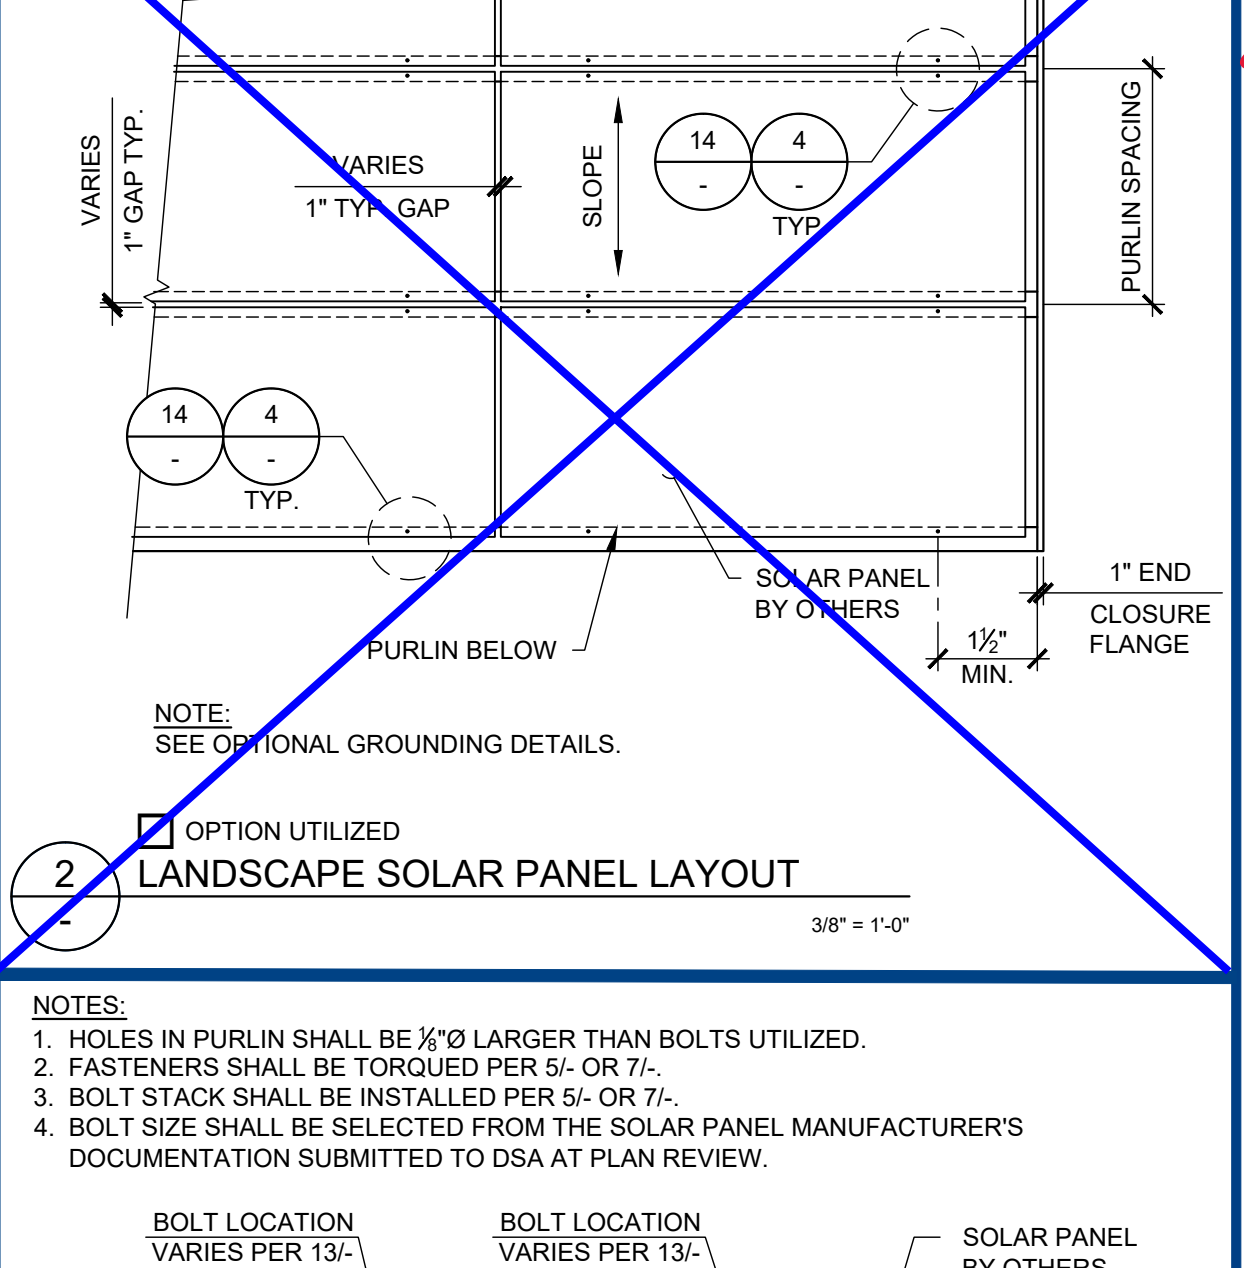 VARIES
1" GAP TYP.
VARIES
1" TYP. GAP
SLOPE
14
-
4
-
TYP.
PURLIN SPACING
14
-
4
-
TYP.
SOLAR PANEL
BY OTHERS
PURLIN BELOW
1" END
CLOSURE
FLANGE
1½"
MIN.
NOTE:
SEE OPTIONAL GROUNDING DETAILS.
OPTION UTILIZED
2
-
LANDSCAPE SOLAR PANEL LAYOUT
3/8" = 1'-0"
NOTES:
1. HOLES IN PURLIN SHALL BE ⅛"Ø LARGER THAN BOLTS UTILIZED.
2. FASTENERS SHALL BE TORQUED PER 5/- OR 7/-.
3. BOLT STACK SHALL BE INSTALLED PER 5/- OR 7/-.
4. BOLT SIZE SHALL BE SELECTED FROM THE SOLAR PANEL MANUFACTURER'S
DOCUMENTATION SUBMITTED TO DSA AT PLAN REVIEW.
BOLT LOCATION
VARIES PER 13/-
BOLT LOCATION
VARIES PER 13/-
SOLAR PANEL
BY OTHERS